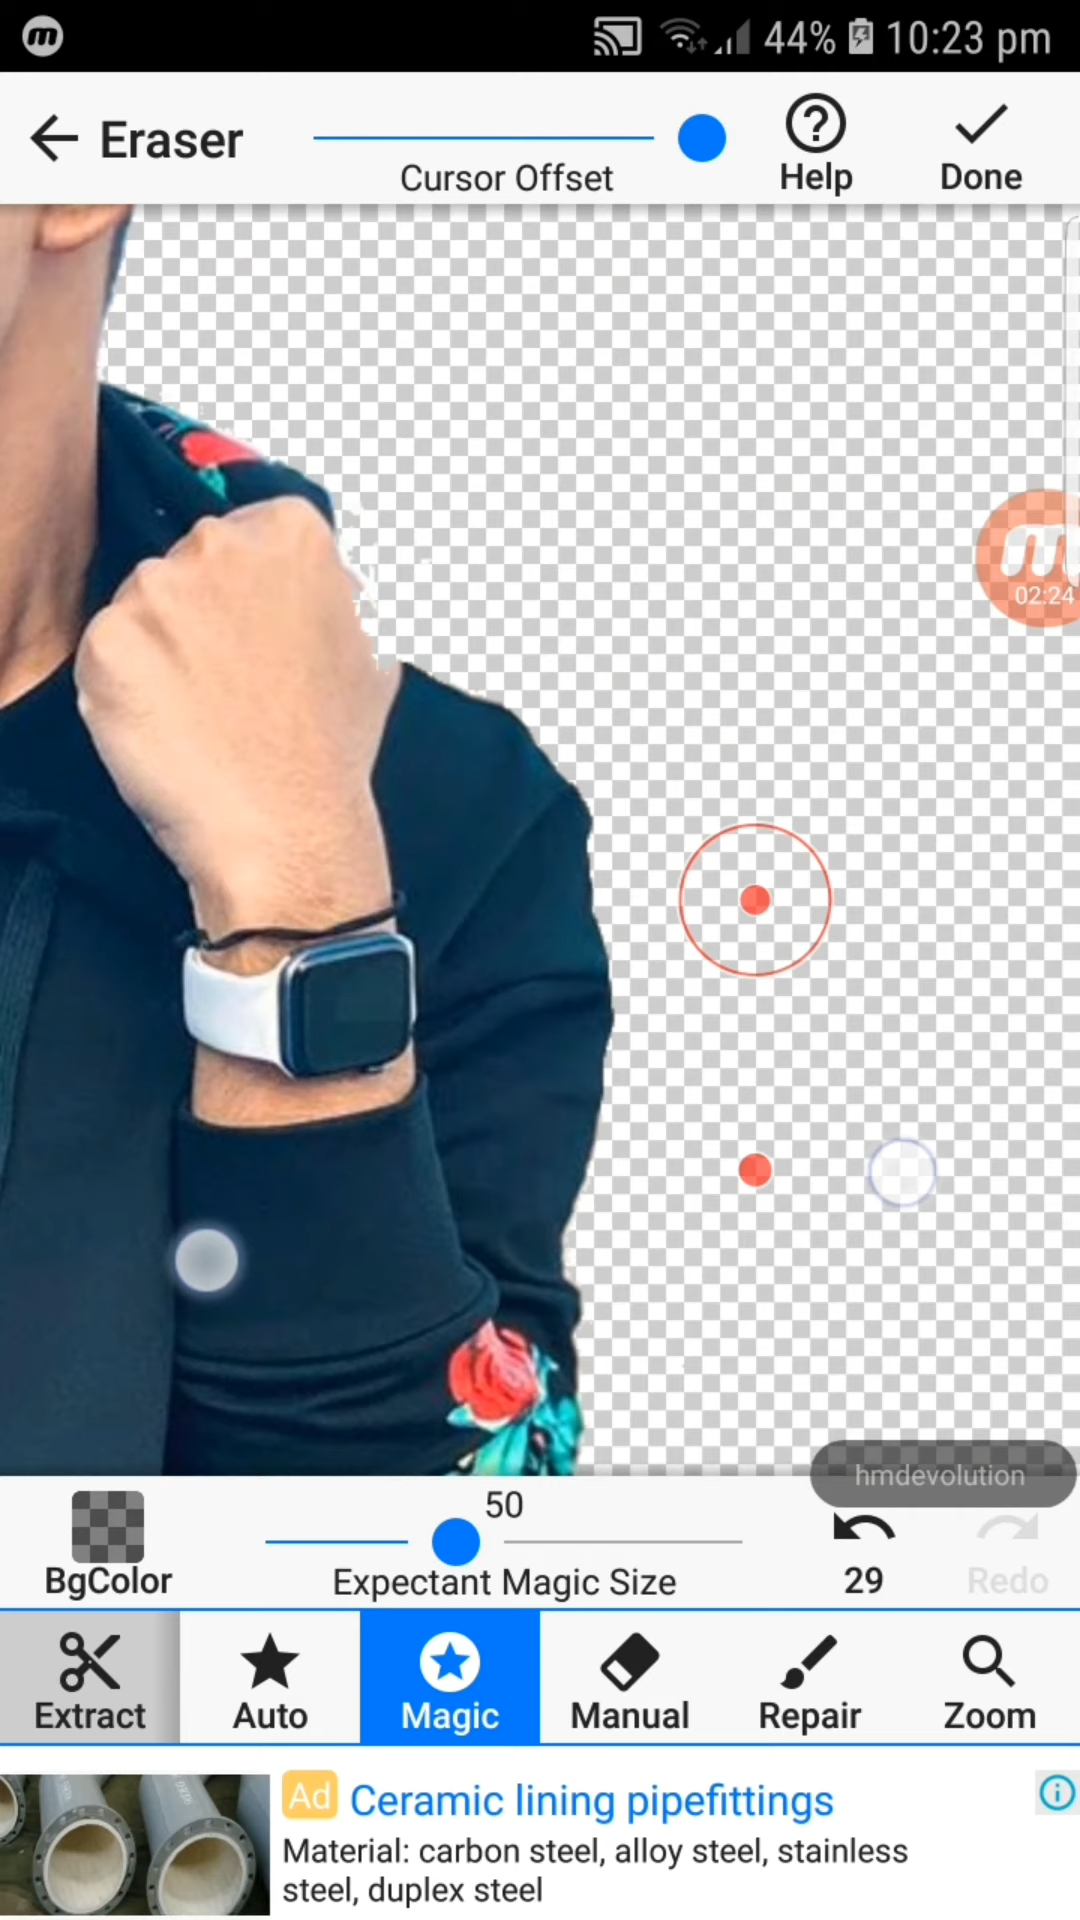 44% 10:23 pm
Eraser
Cursor Offset
Help
Done
02:24
hmdevolution
50
BgColor
Expectant Magic Size
29
Redo
Extract
Auto
Magic
Manual
Repair
Zoom
Ad Ceramic lining pipefittings
Material: carbon steel, alloy steel, stainless
steel, duplex steel